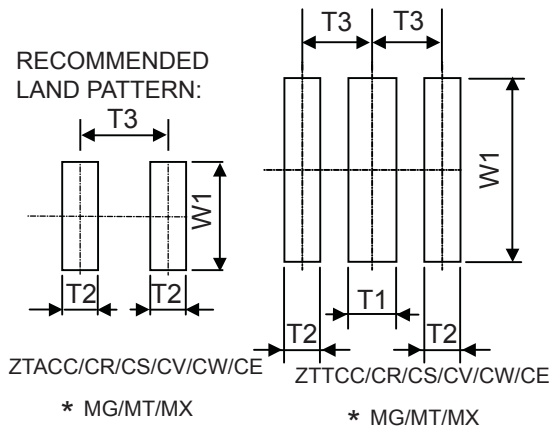 RECOMMENDED
LAND PATTERN:
T3
W1
T2 T2
ZTACC/CR/CS/CV/CW/CE
* MG/MT/MX
T3 T3
W1
T1
T2 T2
ZTTCC/CR/CS/CV/CW/CE
* MG/MT/MX